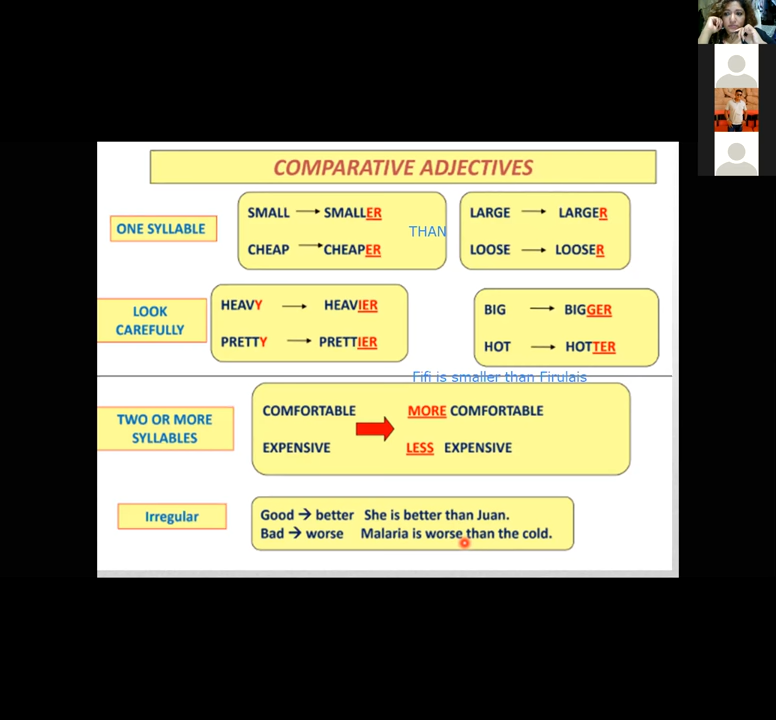 COMPARATIVE ADJECTIVES
ONE SYLLABLE
SMALL → SMALLER
CHEAP → CHEAPER
THAN
LARGE → LARGER
LOOSE → LOOSER
LOOK
CAREFULLY
HEAVY → HEAVIER
PRETTY → PRETTIER
BIG → BIGGER
HOT → HOTTER
Fifi is smaller than Firulais
TWO OR MORE
SYLLABLES
COMFORTABLE MORE COMFORTABLE
EXPENSIVE LESS EXPENSIVE
Irregular
Good → better She is better than Juan.
Bad → worse Malaria is worse than the cold.